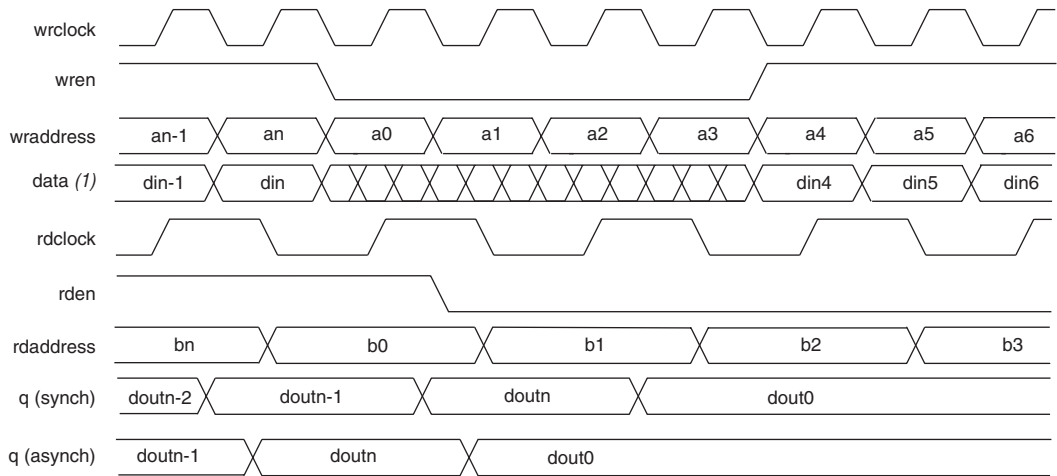 wrclock
wren
wraddress an-1 an a0 a1 a2 a3 a4 a5 a6
data (1) din-1 din din4 din5 din6
rdclock
rden
rdaddress bn b0 b1 b2 b3
q (synch) doutn-2 doutn-1 doutn dout0
q (asynch) doutn-1 doutn dout0